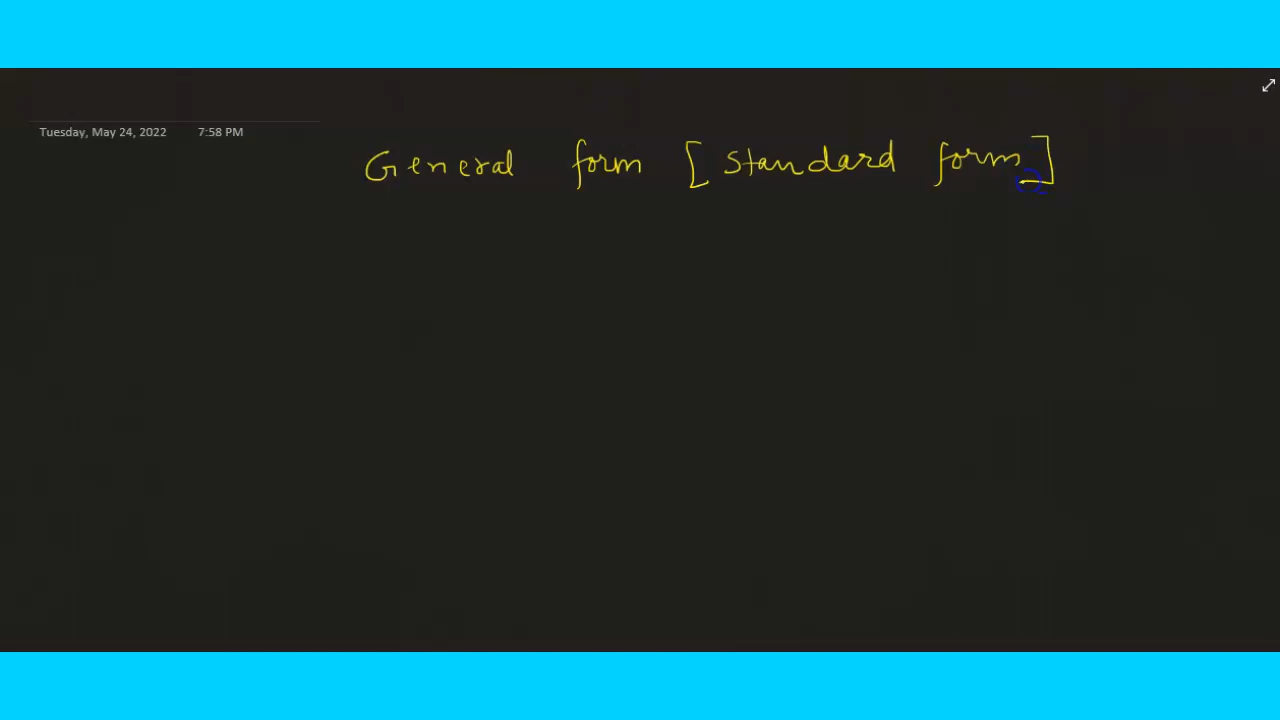 Tuesday, May 24, 2022 7:58 PM
General form [Standard form]